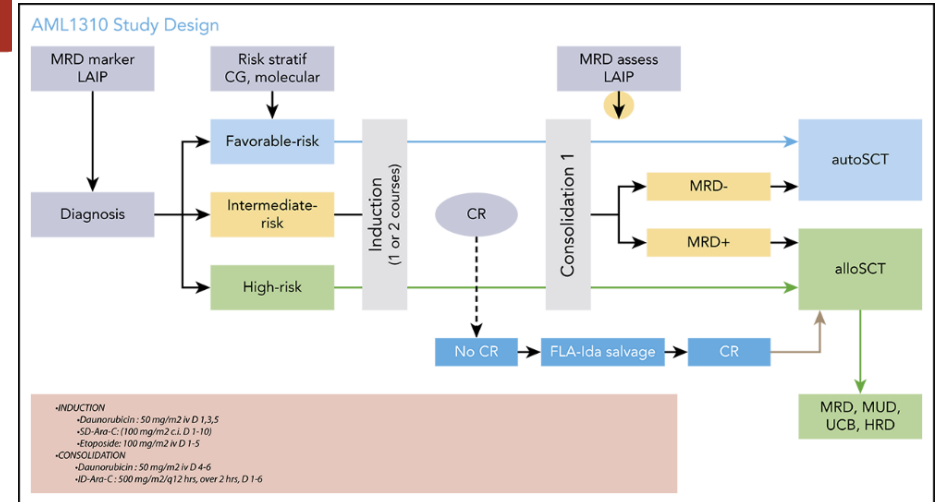 AML1310 Study Design
MRD marker
LAIP
Risk stratif
CG, molecular
MRD assess
LAIP
Favorable-risk
Induction
(1 or 2 courses)
Consolidation 1
autoSCT
Diagnosis
Intermediate-
risk
CR
MRD-
MRD+
High-risk
alloSCT
No CR
FLA-Ida salvage
CR
MRD, MUD,
UCB, HRD
•INDUCTION
•Daunorubicin : 50 mg/m2 iv D 1,3,5
•SD-Ara-C: (100 mg/m2 c.i. D 1-10)
•Etoposide: 100 mg/m2 iv D 1-5
•CONSOLIDATION
•Daunorubicin : 50 mg/m2 iv D 4-6
•ID-Ara-C : 500 mg/m2/q12 hrs, over 2 hrs, D 1-6